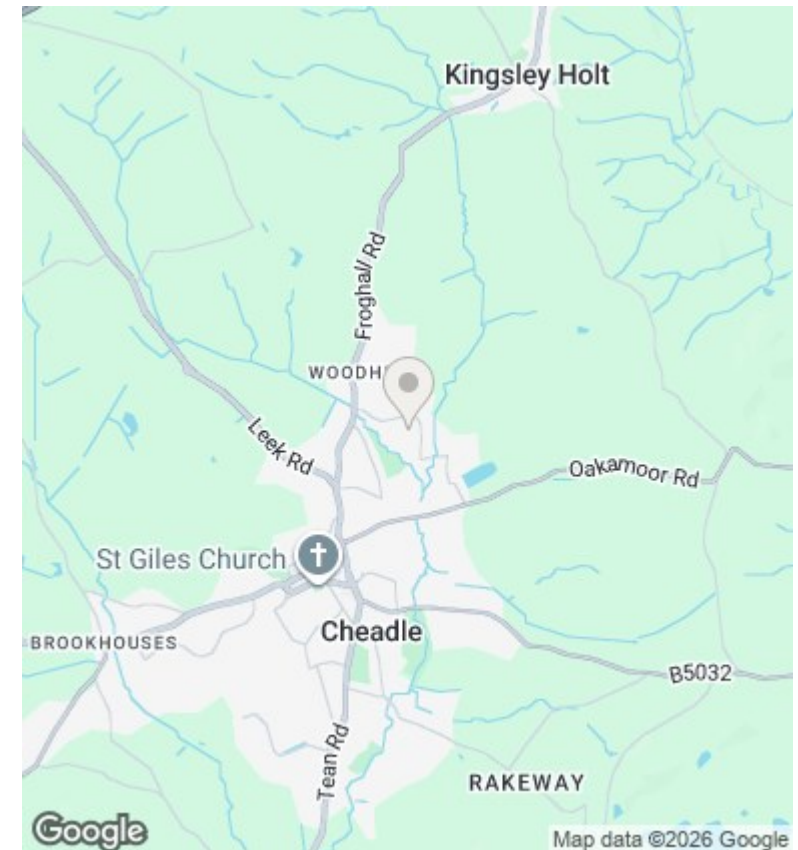 Kingsley Holt
Froghall Rd
WOODH
Leek Rd
Oakamoor Rd
St Giles Church
Cheadle
BROOKHOUSES
B5032
Tean Rd
RAKEWAY
Google
Map data ©2026 Google